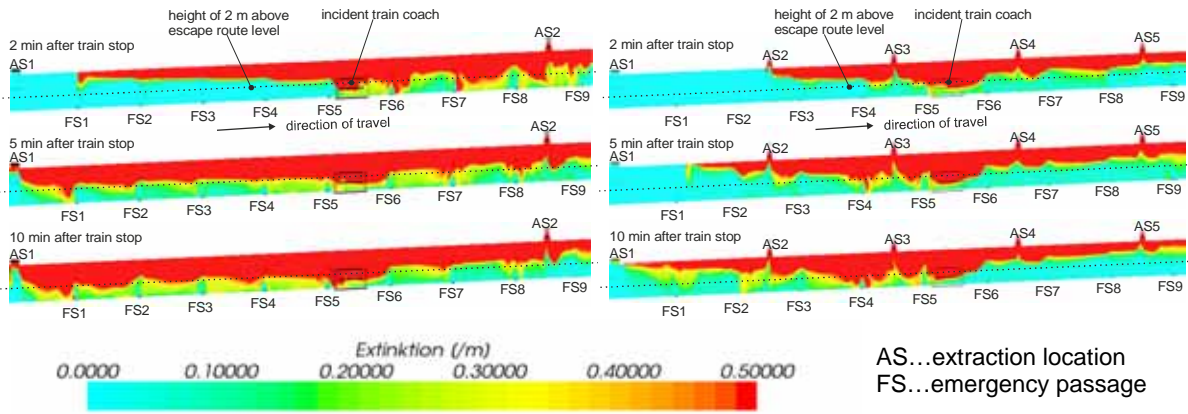 height of 2 m above
escape route level
incident train coach
2 min after train stop
AS1
AS2
FS1
FS2
FS3
FS4
FS5
FS6
FS7
FS8
FS9
direction of travel
5 min after train stop
AS1
AS2
FS1
FS2
FS3
FS4
FS5
FS6
FS7
FS8
FS9
10 min after train stop
AS1
AS2
FS1
FS2
FS3
FS4
FS5
FS6
FS7
FS8
FS9
height of 2 m above
escape route level
incident train coach
2 min after train stop
AS1
AS2
AS3
AS4
AS5
FS1
FS2
FS3
FS4
FS5
FS6
FS7
FS8
FS9
direction of travel
5 min after train stop
AS1
AS2
AS3
AS4
AS5
FS1
FS2
FS3
FS4
FS5
FS6
FS7
FS8
FS9
10 min after train stop
AS1
AS2
AS3
AS4
AS5
FS1
FS2
FS3
FS4
FS5
FS6
FS7
FS8
FS9
Extinktion (/m)
0.0000 0.10000 0.20000 0.30000 0.40000 0.50000
AS...extraction location
FS...emergency passage